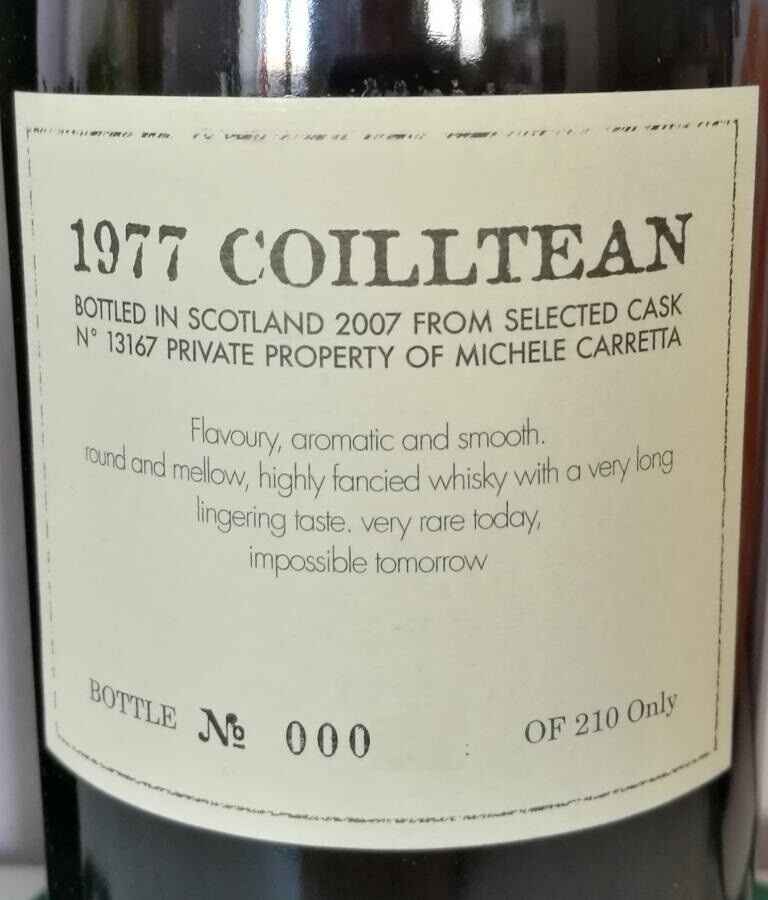 1977 COILLTEAN
BOTTLED IN SCOTLAND 2007 FROM SELECTED CASK
N° 13167 PRIVATE PROPERTY OF MICHELE CARRETTA
Flavoury, aromatic and smooth.
round and mellow, highly fancied whisky with a very long
lingering taste. very rare today,
impossible tomorrow
BOTTLE № 000 OF 210 Only